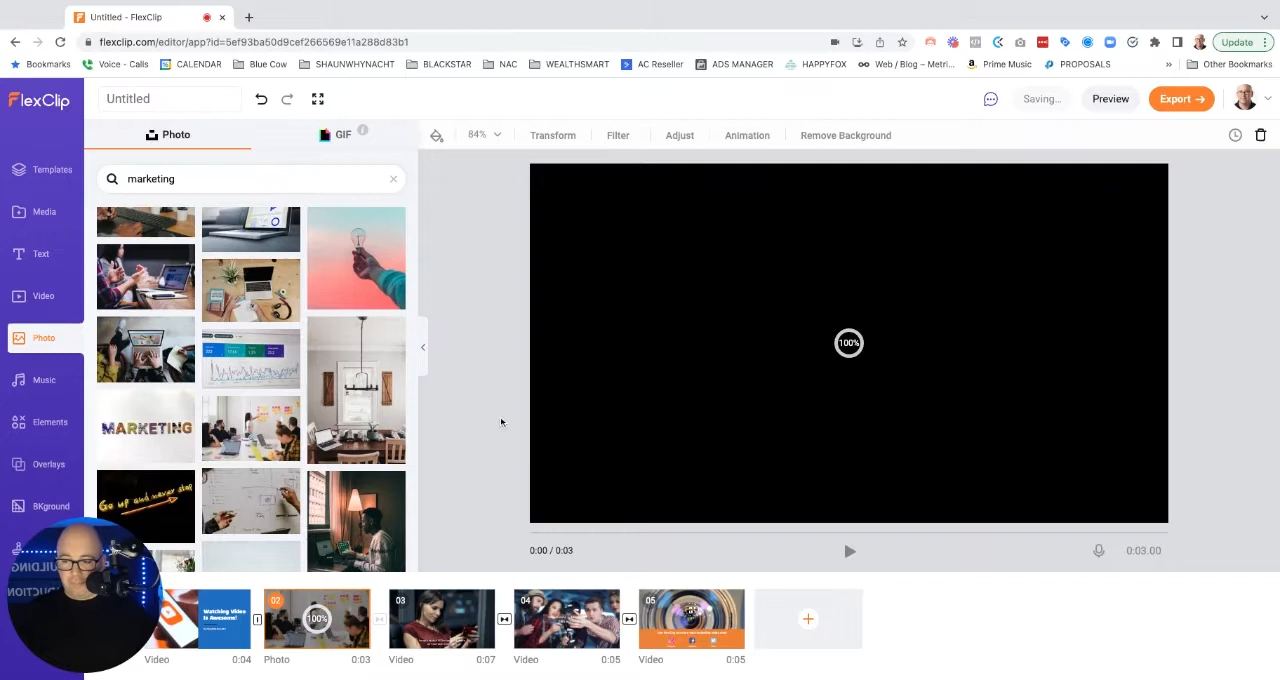 Untitled - FlexClip
flexclip.com/editor/app?id=5ef93ba50d9cef266569e11a288d83b1
Update
Bookmarks
Voice - Calls
CALENDAR
Blue Cow
SHAUNWHYNACHT
BLACKSTAR
NAC
WEALTHSMART
AC Reseller
ADS MANAGER
HAPPYFOX
Web / Blog – Metri...
Prime Music
PROPOSALS
»
Other Bookmarks
FlexClip
Untitled
Saving...
Preview
Export
Photo
GIF
84%
Transform
Filter
Adjust
Animation
Remove Background
marketing
Templates
Media
Text
Video
Photo
Music
Elements
Overlays
BKground
MARKETING
Go up and never stop
100%
0:00 / 0:03
0:03.00
Watching Video
Is Awesome!
02
100%
03
04
05
Video 0:04
Photo 0:03
Video 0:07
Video 0:05
Video 0:05